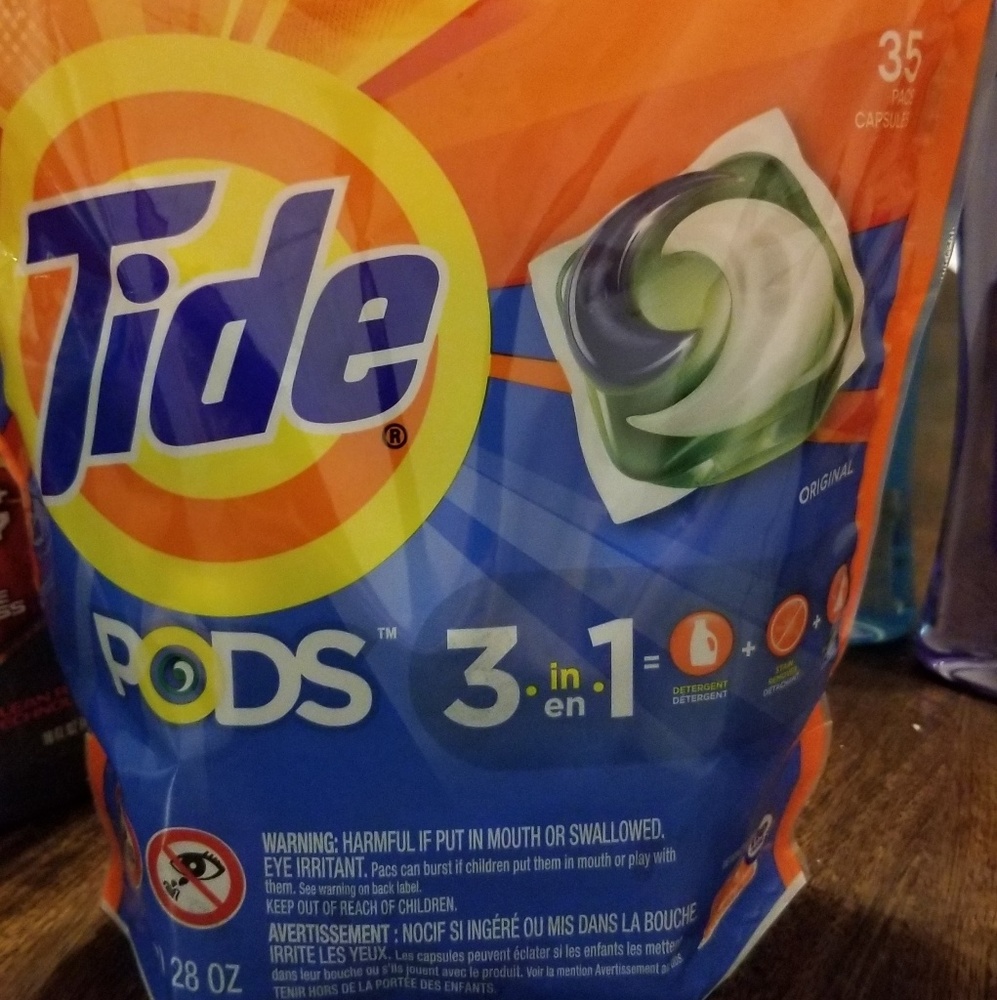 35
PACS
CAPSULES
Tide®
ORIGINAL
PODS™
3 in 1 =
en
DETERGENT
DÉTERGENT
+
STAIN
REMOVER
+
WARNING: HARMFUL IF PUT IN MOUTH OR SWALLOWED.
EYE IRRITANT. Pacs can burst if children put them in mouth or play with
them. See warning on back label.
KEEP OUT OF REACH OF CHILDREN.
AVERTISSEMENT : NOCIF SI INGÉRÉ OU MIS DANS LA BOUCHE
IRRITE LES YEUX. Les capsules peuvent éclater si les enfants les mettent
dans leur bouche ou s'ils jouent avec le produit. Voir la mention Avertissement au dos.
TENIR HORS DE LA PORTÉE DES ENFANTS.
28 OZ